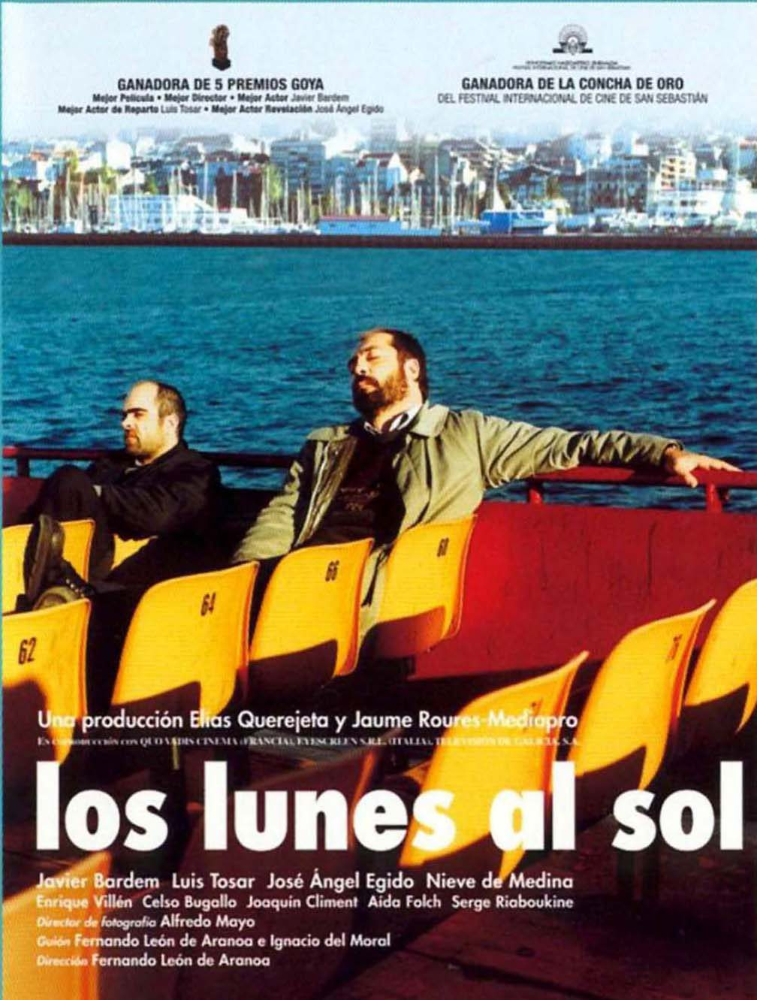 GANADORA DE 5 PREMIOS GOYA
Mejor Película • Mejor Director • Mejor Actor Javier Bardem
Mejor Actor de Reparto Luis Tosar • Mejor Actor Revelación José Ángel Egido
GANADORA DE LA CONCHA DE ORO
DEL FESTIVAL INTERNACIONAL DE CINE DE SAN SEBASTIÁN
62
64
66
Una producción Elías Querejeta y Jaume Roures-Mediapro
ES COPRODUCCIÓN CON QUO VADIS CINEMA (FRANCIA), EYESCREEN S.R.L. (ITALIA), TELEVISIÓN DE GALICIA, S.A.
los lunes al sol
Javier Bardem Luis Tosar José Ángel Egido Nieve de Medina
Enrique Villén Celso Bugallo Joaquín Climent Aida Folch Serge Riaboukine
Director de fotografía Alfredo Mayo
Guión Fernando León de Aranoa e Ignacio del Moral
Dirección Fernando León de Aranoa